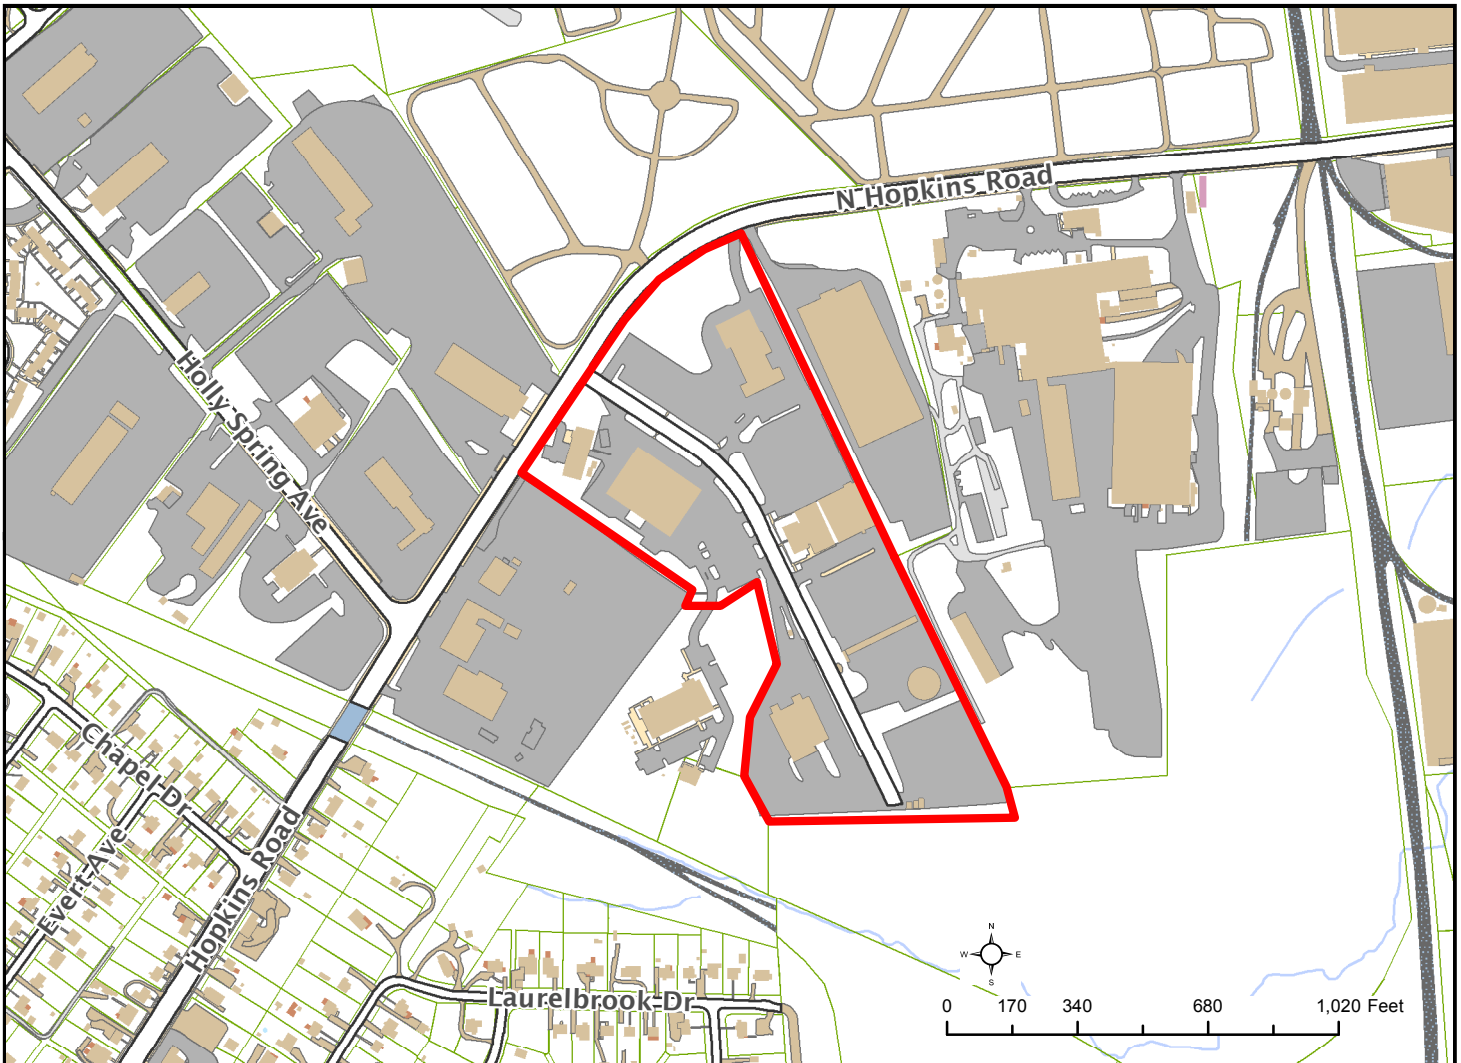 N Hopkins Road
Holly Spring Ave
Chapel Dr
Evert Ave
Hopkins Road
Laurelbrook Dr
N
W E
S
0 170 340 680 1,020 Feet